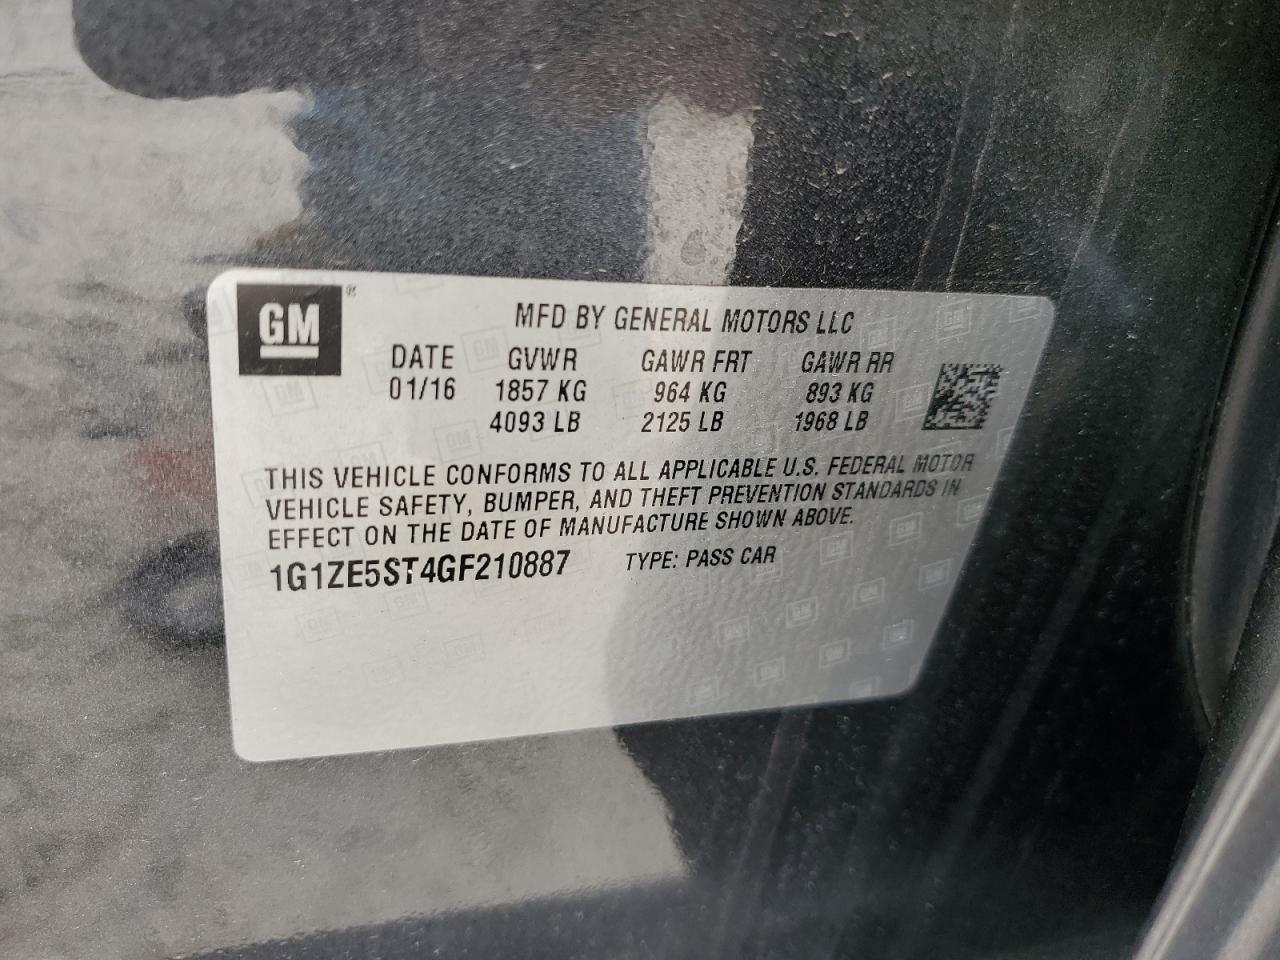 GM
MFD BY GENERAL MOTORS LLC
DATE GVWR GAWR FRT GAWR RR
01/16 1857 KG 964 KG 893 KG
4093 LB 2125 LB 1968 LB
THIS VEHICLE CONFORMS TO ALL APPLICABLE U.S. FEDERAL MOTOR
VEHICLE SAFETY, BUMPER, AND THEFT PREVENTION STANDARDS IN
EFFECT ON THE DATE OF MANUFACTURE SHOWN ABOVE.
1G1ZE5ST4GF210887 TYPE: PASS CAR